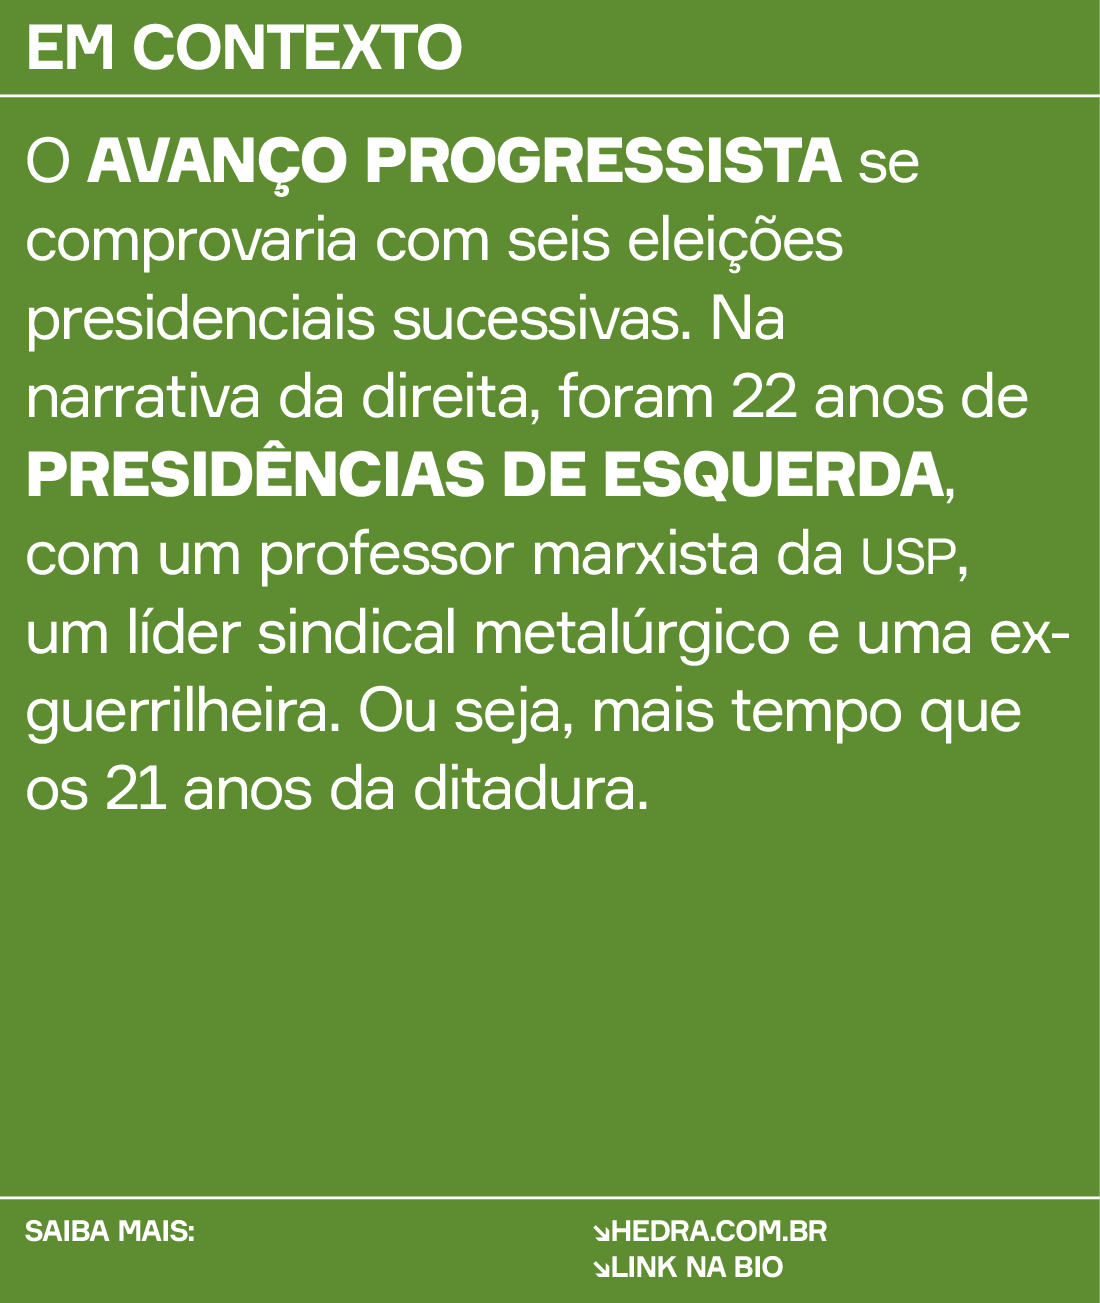 EM CONTEXTO
O AVANÇO PROGRESSISTA se
comprovaria com seis eleições
presidenciais sucessivas. Na
narrativa da direita, foram 22 anos de
PRESIDÊNCIAS DE ESQUERDA,
com um professor marxista da USP,
um líder sindical metalúrgico e uma ex-
guerrilheira. Ou seja, mais tempo que
os 21 anos da ditadura.
SAIBA MAIS:
↘HEDRA.COM.BR
↘LINK NA BIO